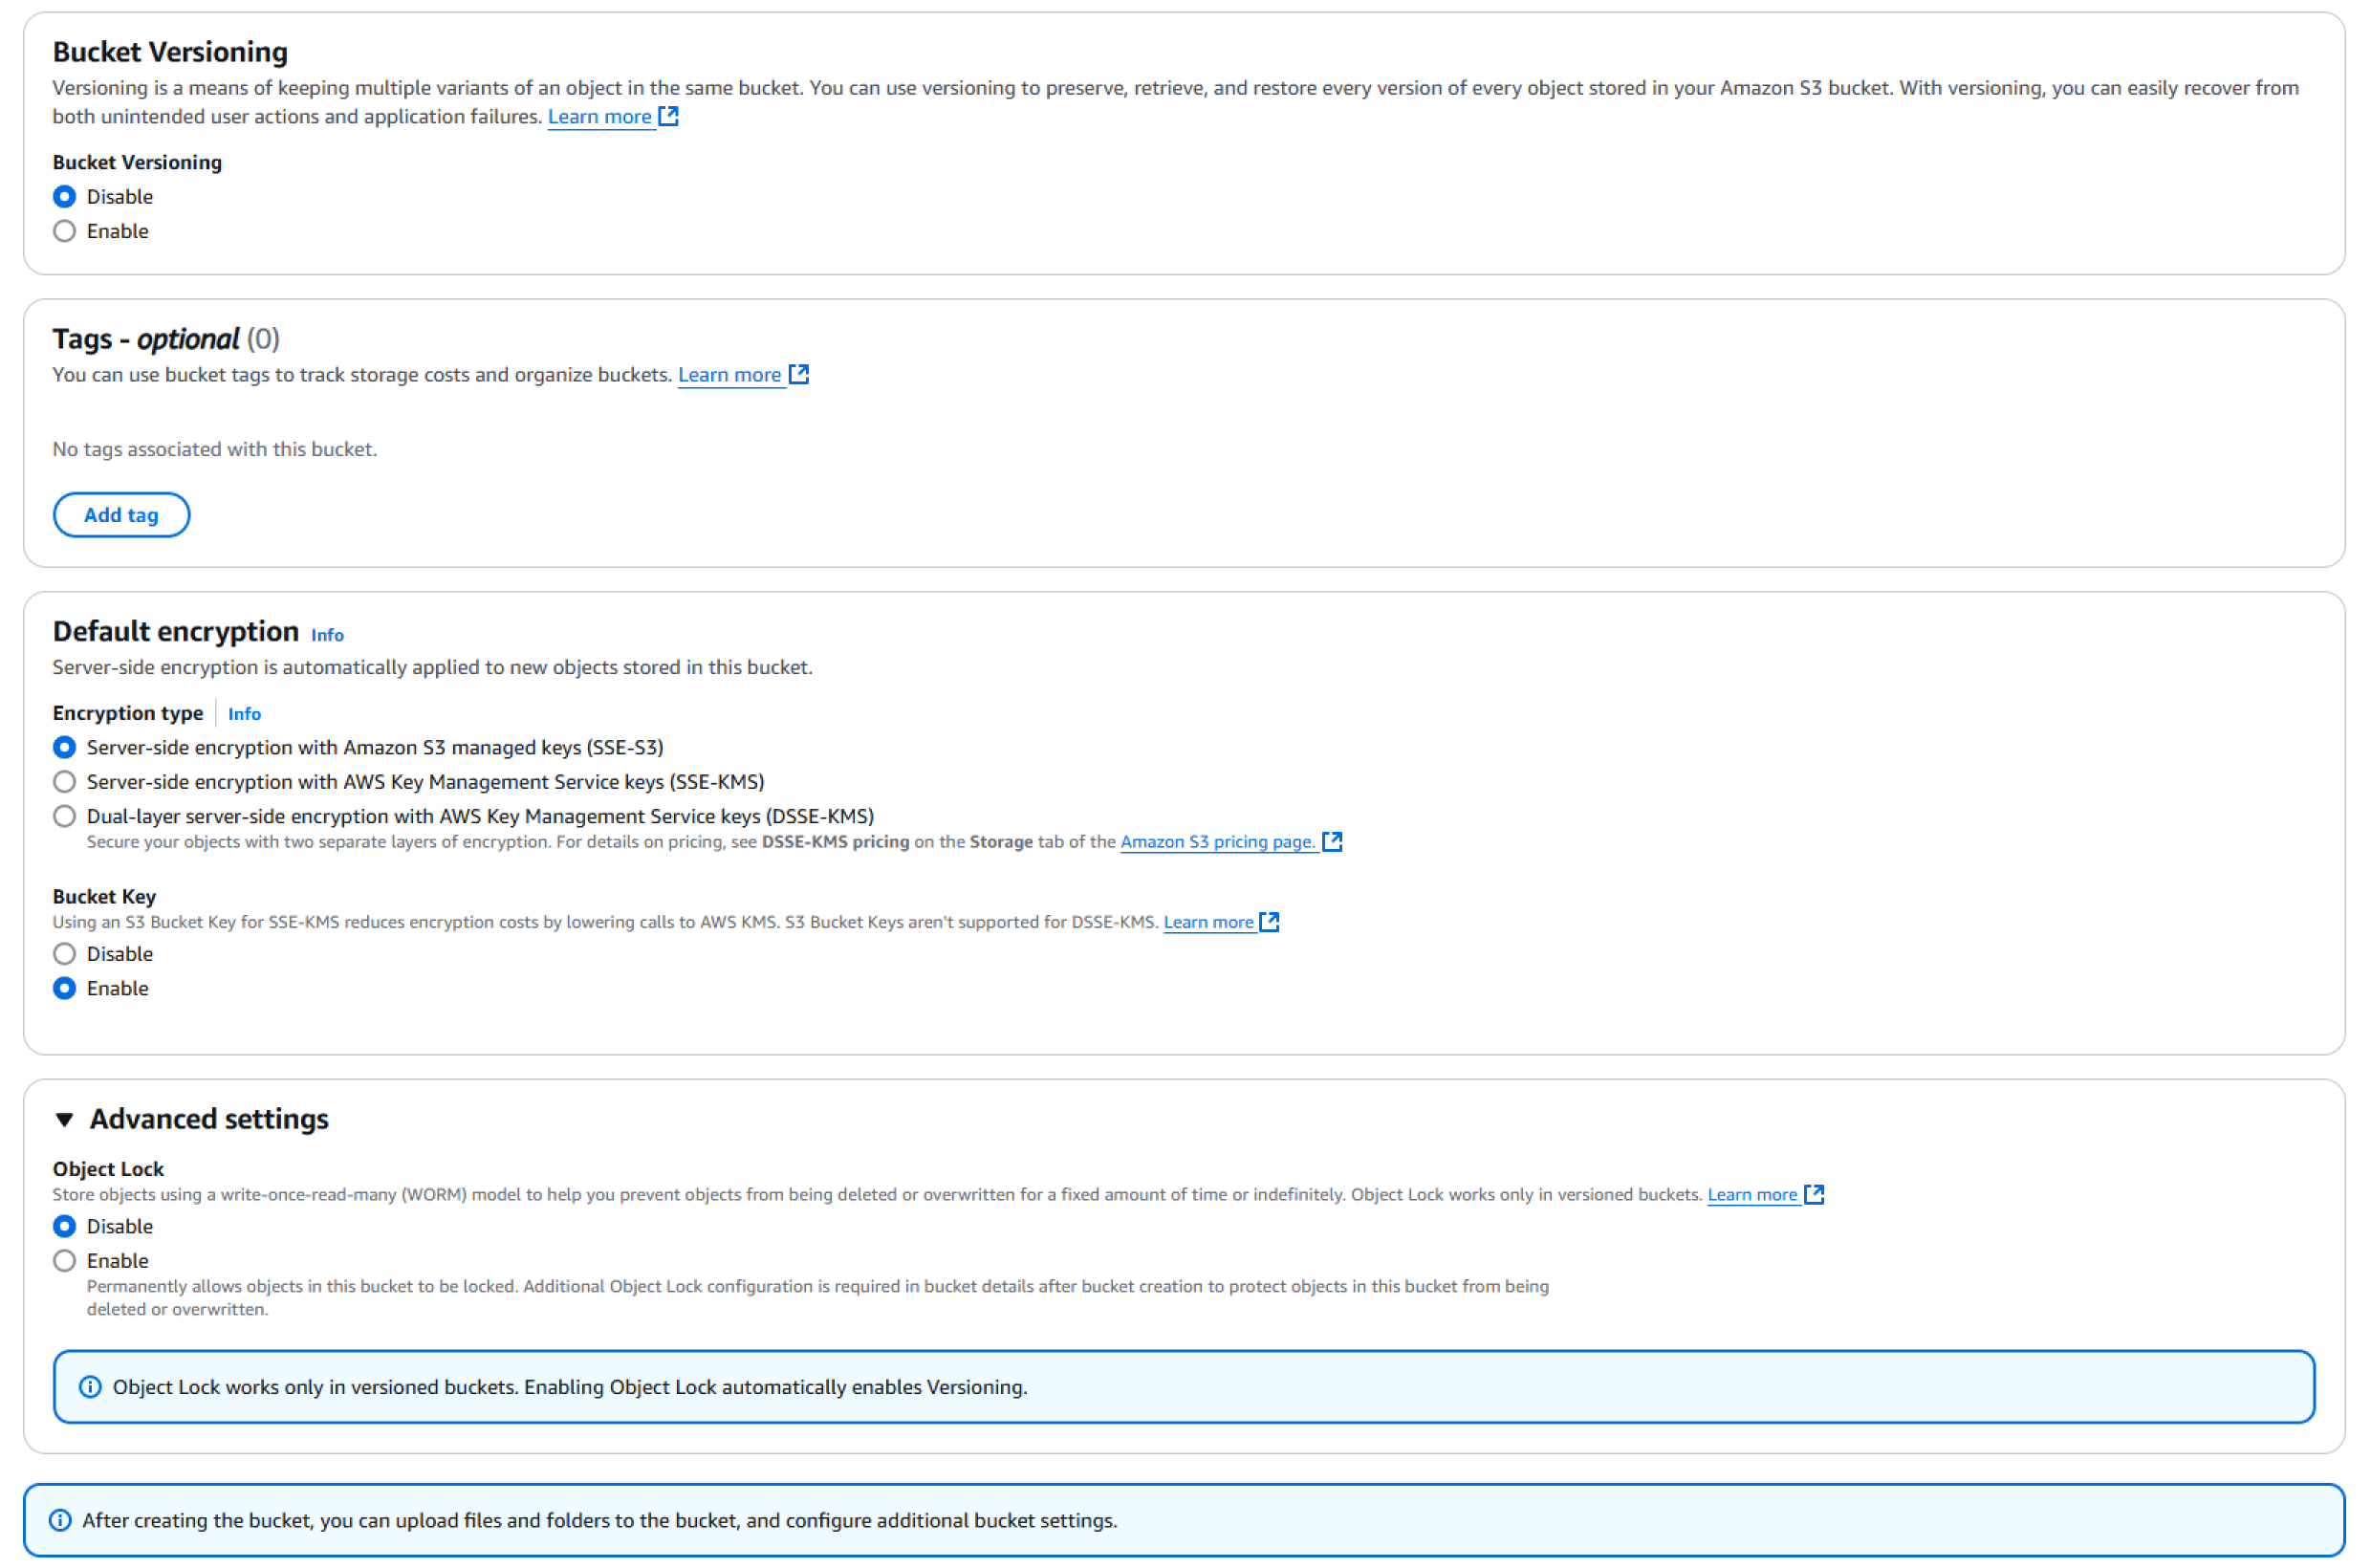 Bucket Versioning
Versioning is a means of keeping multiple variants of an object in the same bucket. You can use versioning to preserve, retrieve, and restore every version of every object stored in your Amazon S3 bucket. With versioning, you can easily recover from
both unintended user actions and application failures. Learn more
Bucket Versioning
Disable
Enable
Tags - optional (0)
You can use bucket tags to track storage costs and organize buckets. Learn more
No tags associated with this bucket.
Add tag
Default encryption Info
Server-side encryption is automatically applied to new objects stored in this bucket.
Encryption type Info
Server-side encryption with Amazon S3 managed keys (SSE-S3)
Server-side encryption with AWS Key Management Service keys (SSE-KMS)
Dual-layer server-side encryption with AWS Key Management Service keys (DSSE-KMS)
Secure your objects with two separate layers of encryption. For details on pricing, see DSSE-KMS pricing on the Storage tab of the Amazon S3 pricing page.
Bucket Key
Using an S3 Bucket Key for SSE-KMS reduces encryption costs by lowering calls to AWS KMS. S3 Bucket Keys aren't supported for DSSE-KMS. Learn more
Disable
Enable
Advanced settings
Object Lock
Store objects using a write-once-read-many (WORM) model to help you prevent objects from being deleted or overwritten for a fixed amount of time or indefinitely. Object Lock works only in versioned buckets. Learn more
Disable
Enable
Permanently allows objects in this bucket to be locked. Additional Object Lock configuration is required in bucket details after bucket creation to protect objects in this bucket from being
deleted or overwritten.
Object Lock works only in versioned buckets. Enabling Object Lock automatically enables Versioning.
After creating the bucket, you can upload files and folders to the bucket, and configure additional bucket settings.